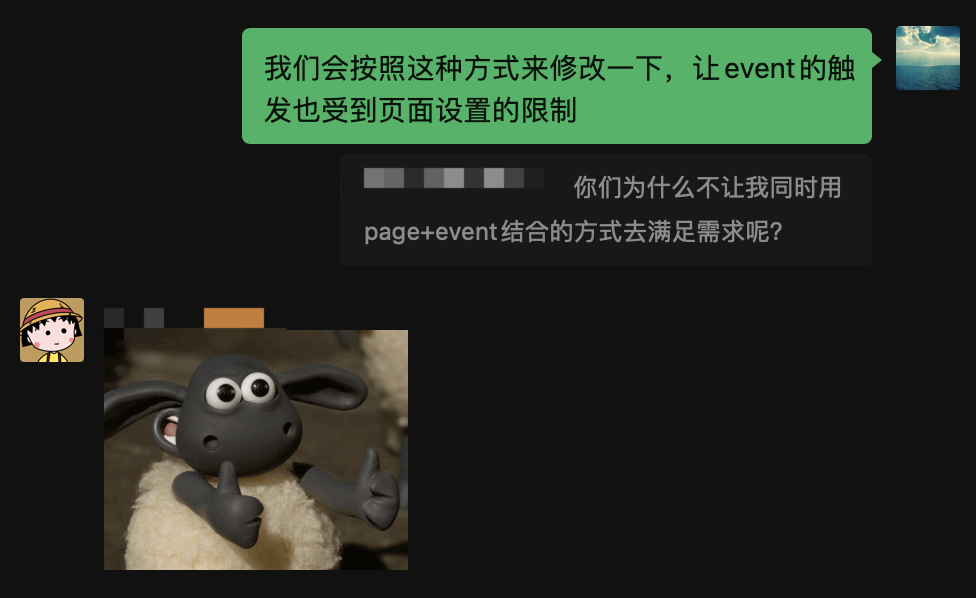 我们会按照这种方式来修改一下，让event的触
发也受到页面设置的限制
你们为什么不让我同时用
page+event结合的方式去满足需求呢？